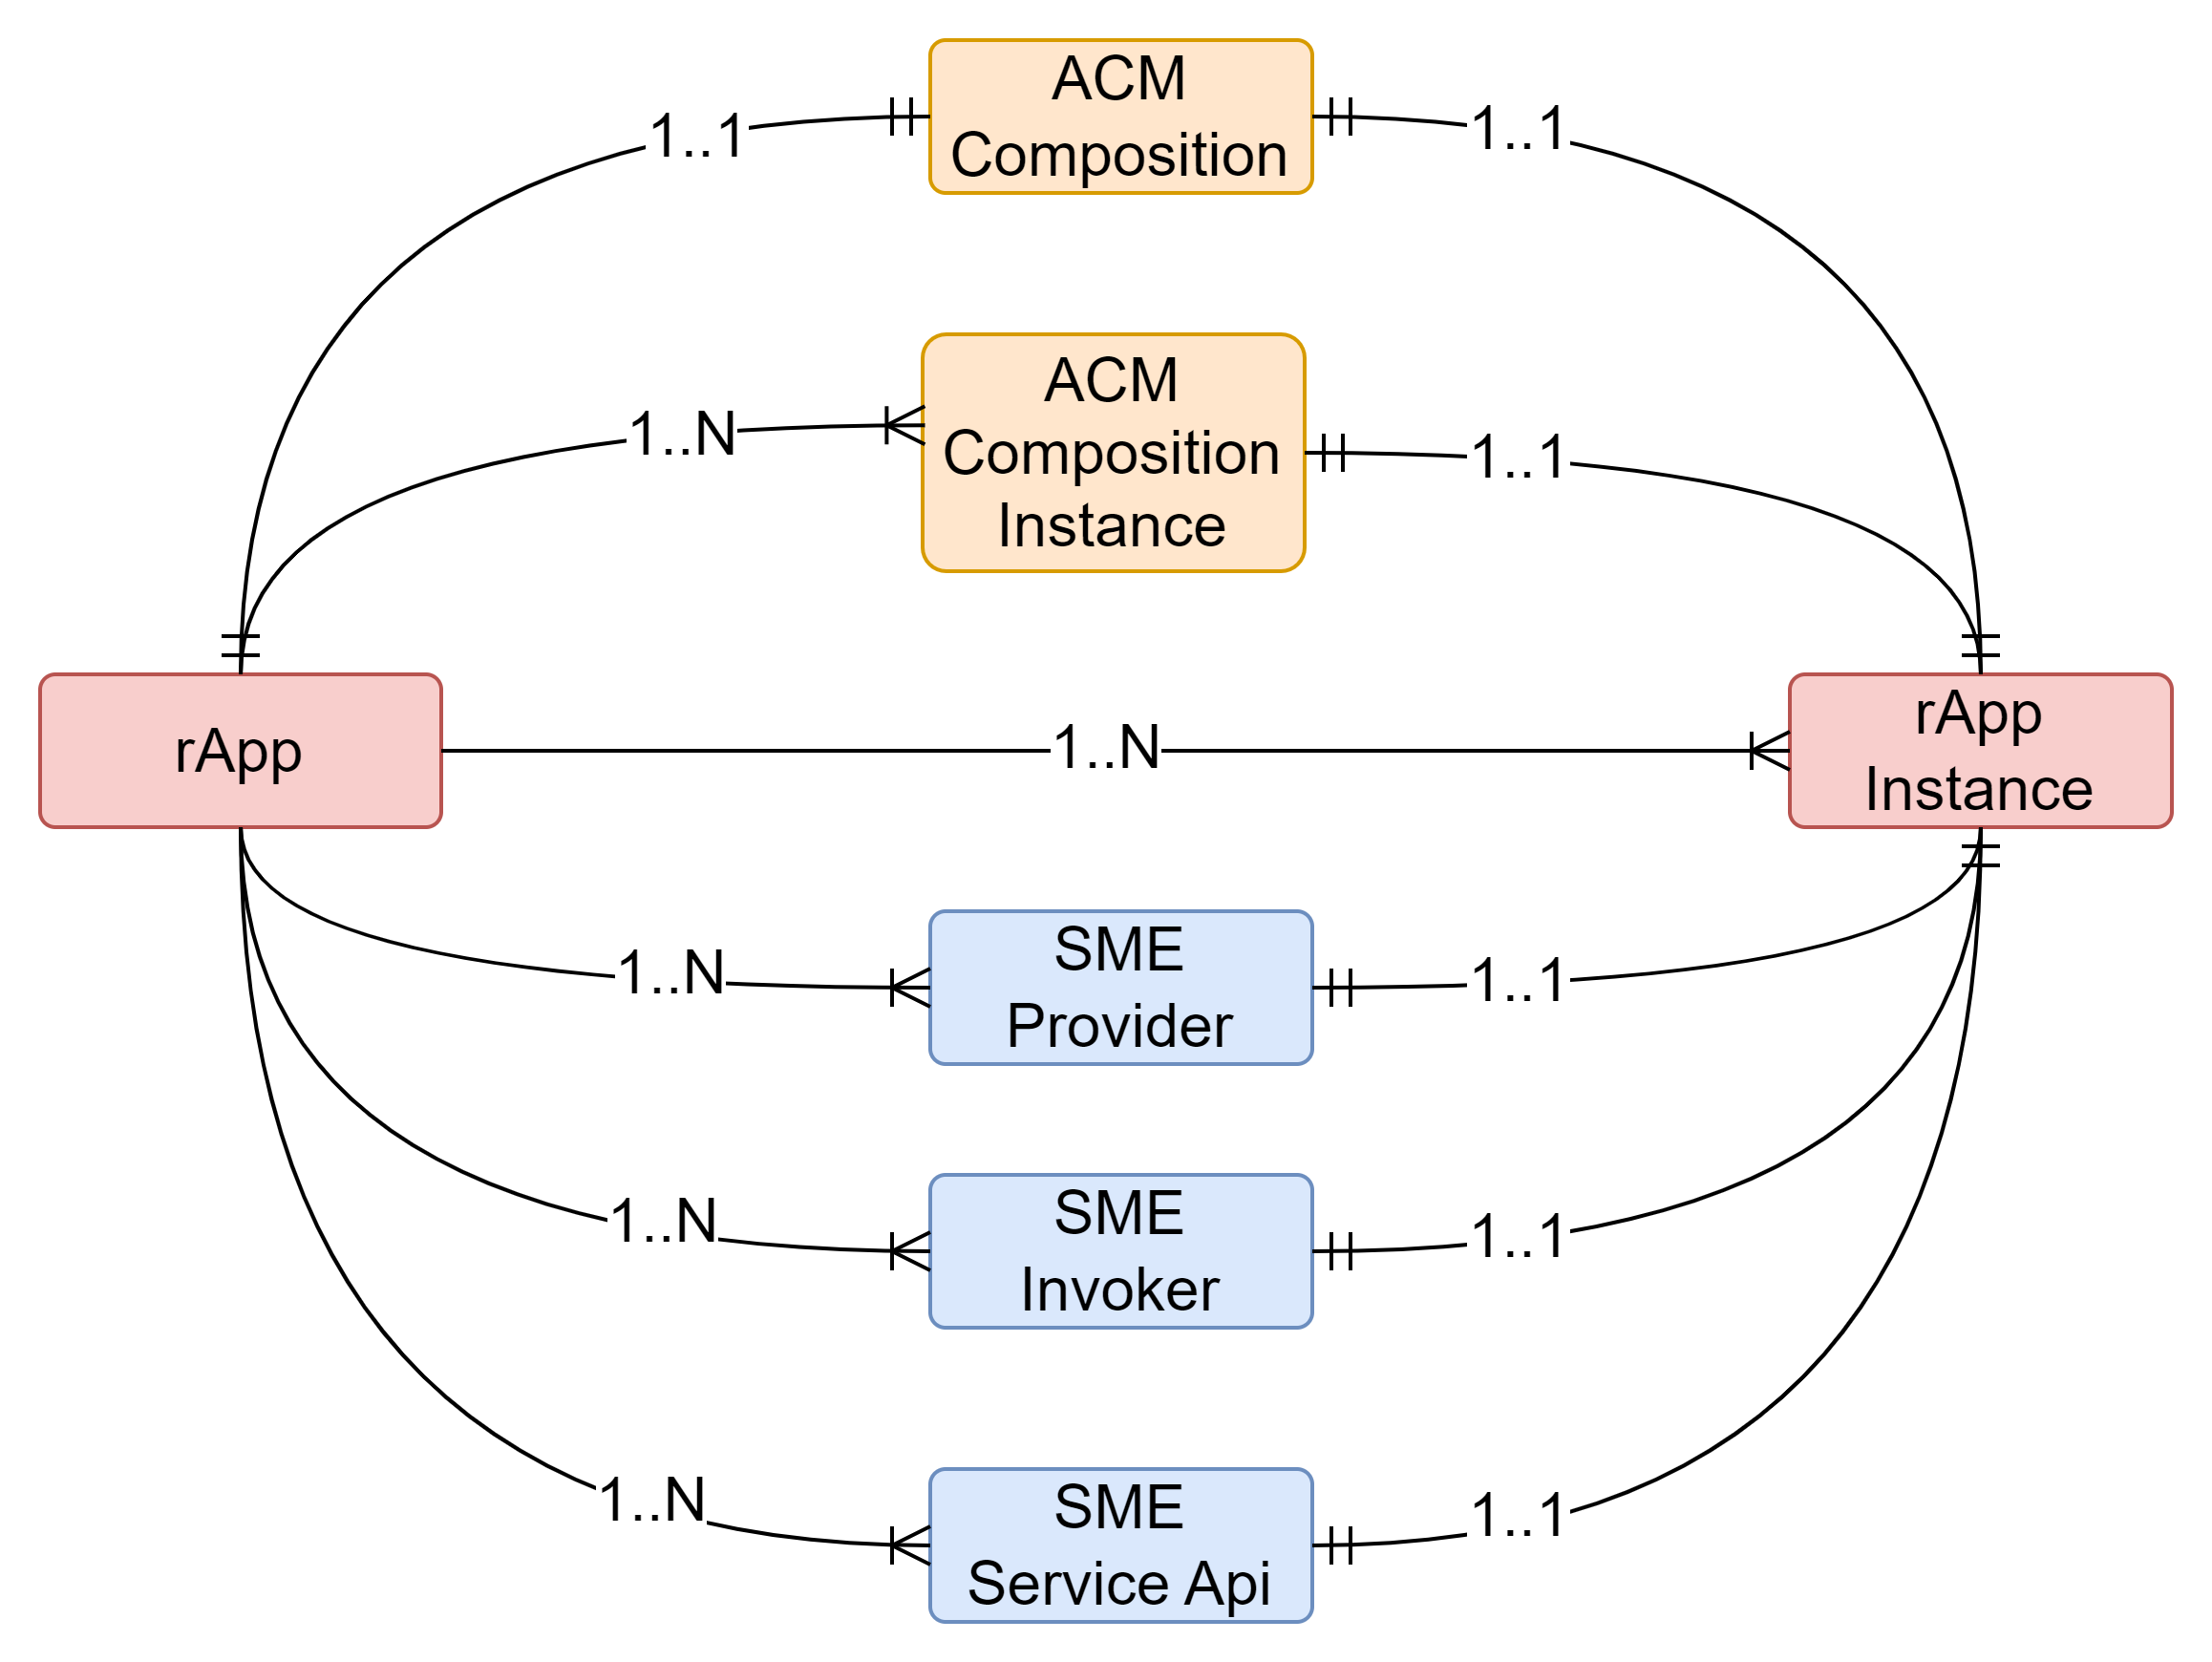 ACM
Composition
1..1
1..1
ACM
Composition
Instance
1..N
1..1
rApp
1..N
rApp
Instance
SME
Provider
1..N
1..1
SME
Invoker
1..N
1..1
SME
Service Api
1..N
1..1